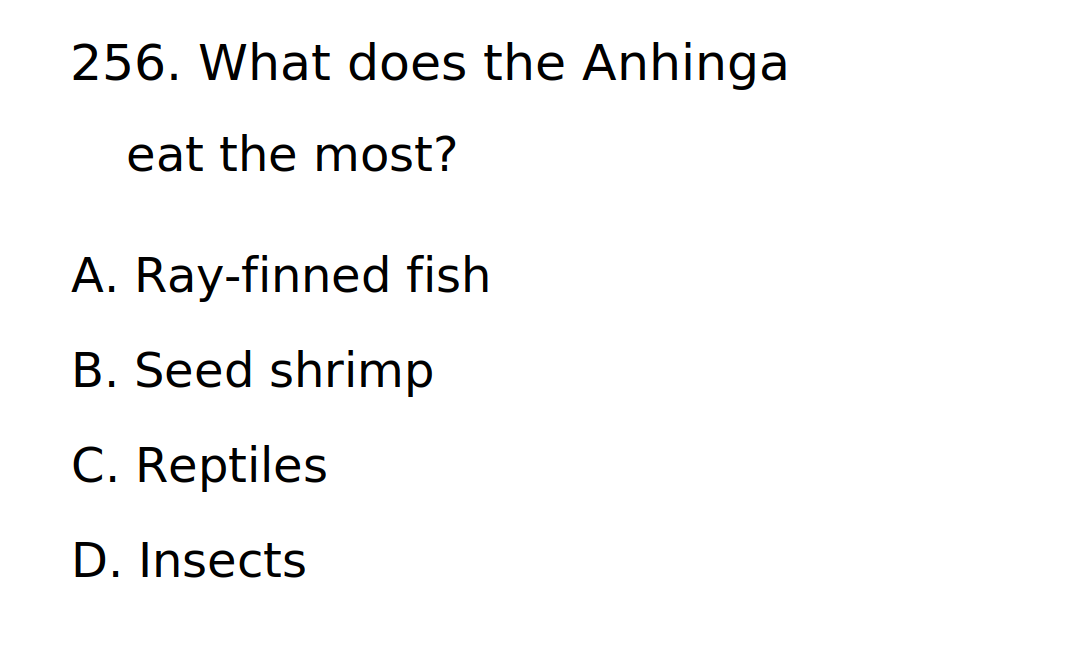 256. What does the Anhinga
eat the most?
A. Ray-finned fish
B. Seed shrimp
C. Reptiles
D. Insects